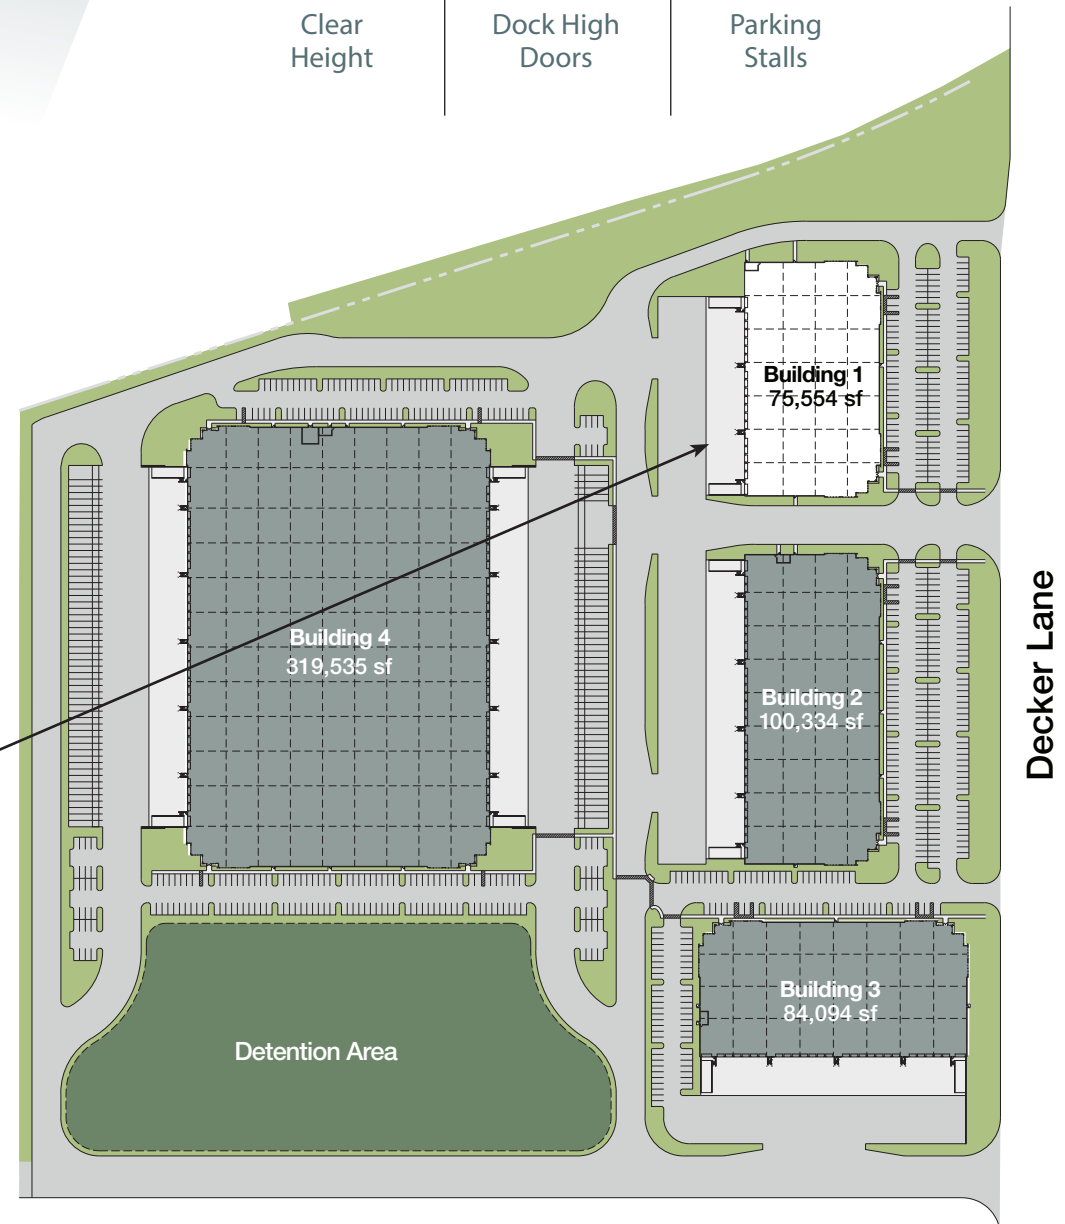 Clear
Height
Dock High
Doors
Parking
Stalls
Building 1
75,554 sf
Building 4
319,535 sf
Building 2
100,334 sf
Decker Lane
Building 3
84,094 sf
Detention Area